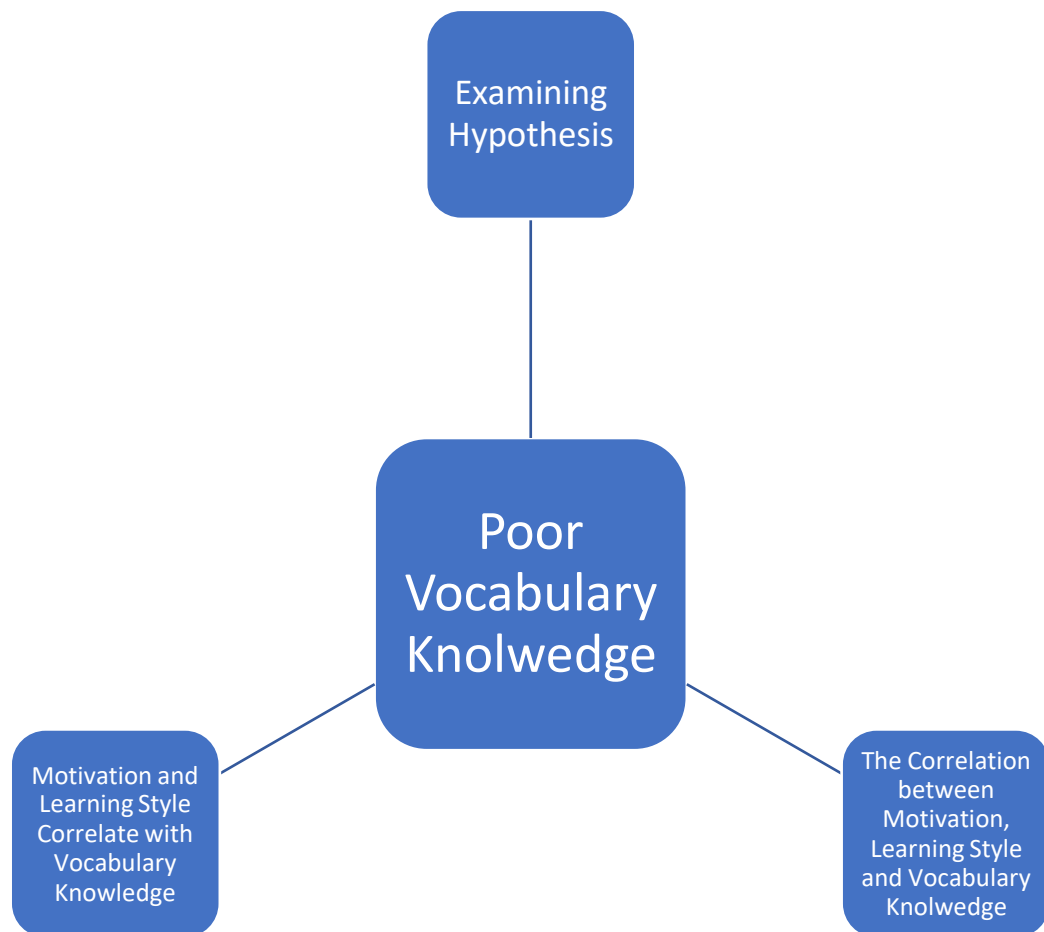 Examining
Hypothesis
Poor
Vocabulary
Knolwedge
Motivation and
Learning Style
Correlate with
Vocabulary
Knowledge
The Correlation
between
Motivation,
Learning Style
and Vocabulary
Knolwedge